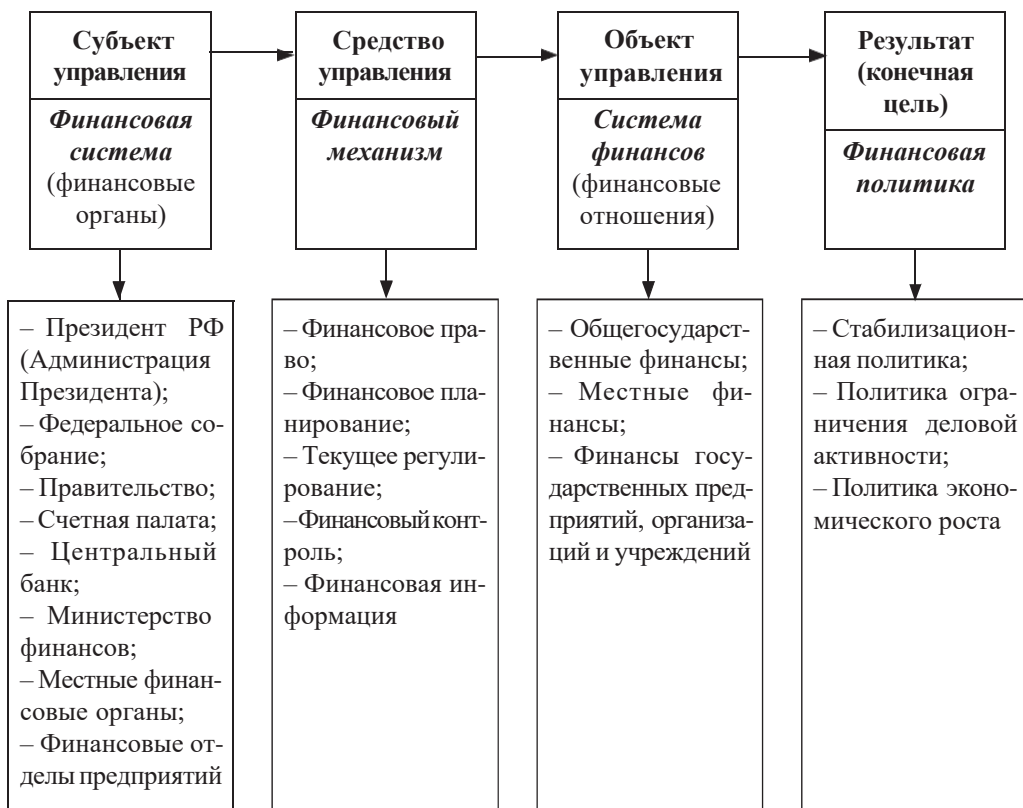 Субъект
управления
Финансовая
система
(финансовые
органы)
– Президент РФ
(Администрация
Президента);
– Федеральное со-
брание;
– Правительство;
– Счетная палата;
– Центральный
банк;
– Министерство
финансов;
– Местные финан-
совые органы;
– Финансовые от-
делы предприятий
Средство
управления
Финансовый
механизм
– Финансовое пра-
во;
– Финансовое пла-
нирование;
– Текущее регули-
рование;
– Финансовый конт-
роль;
– Финансовая ин-
формация
Объект
управления
Система
финансов
(финансовые
отношения)
– Общегосударст-
венные финансы;
– Местные фи-
нансы;
– Финансы госу-
дарственных пред-
приятий, организа-
ций и учреждений
Результат
(конечная
цель)
Финансовая
политика
– Стабилизацион-
ная политика;
– Политика огра-
ничения деловой
активности;
– Политика эконо-
мического роста